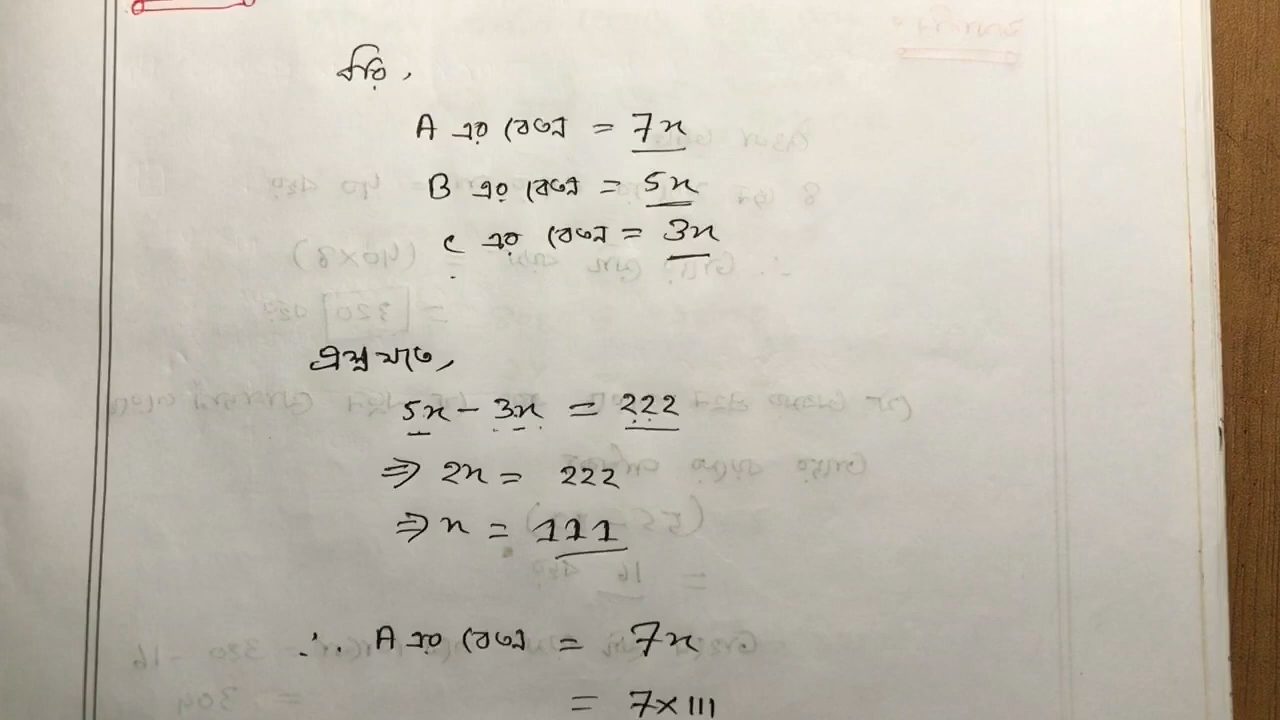 ধরি,
A এর বেতন = 7x
B এর বেতন = 5x
C এর বেতন = 3x
প্রশ্নমতে,
5x - 3x = 222
⇒ 2x = 222
⇒ x = 111
∴ A এর বেতন = 7x
= 7×111